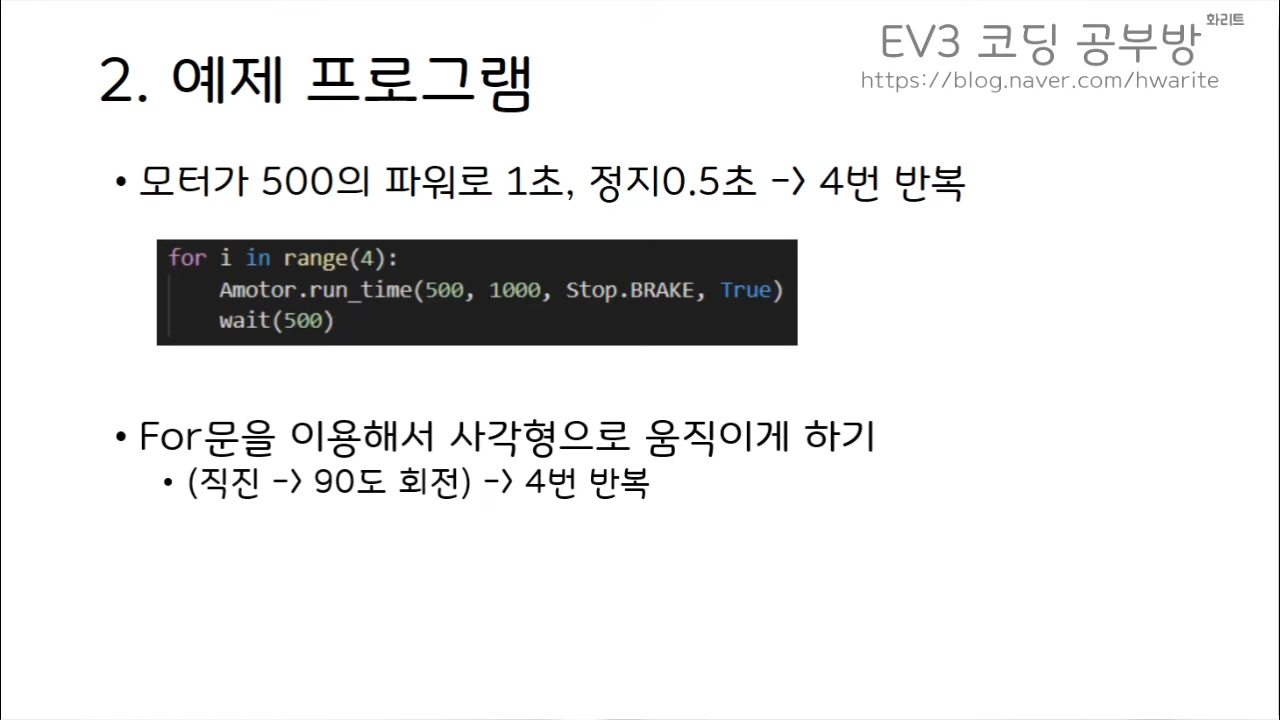 화리트
EV3 코딩 공부방
https://blog.naver.com/hwarite
2. 예제 프로그램
• 모터가 500의 파워로 1초, 정지0.5초 -> 4번 반복
for i in range(4):
    Amotor.run_time(500, 1000, Stop.BRAKE, True)
    wait(500)
• For문을 이용해서 사각형으로 움직이게 하기
• (직진 -> 90도 회전) -> 4번 반복